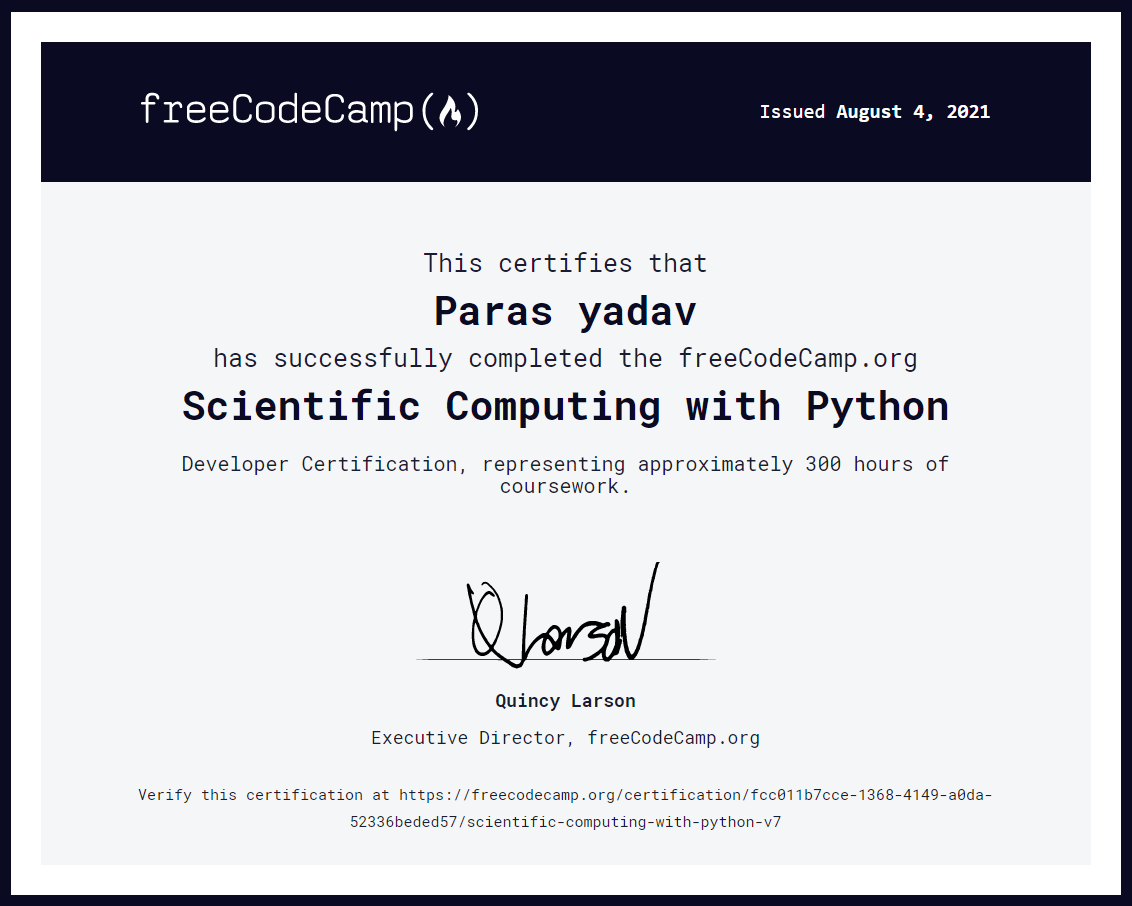 freeCodeCamp(🔥)
Issued August 4, 2021
This certifies that
Paras yadav
has successfully completed the freeCodeCamp.org
Scientific Computing with Python
Developer Certification, representing approximately 300 hours of
coursework.
Q Larson
Quincy Larson
Executive Director, freeCodeCamp.org
Verify this certification at https://freecodecamp.org/certification/fcc011b7cce-1368-4149-a0da-
52336beded57/scientific-computing-with-python-v7